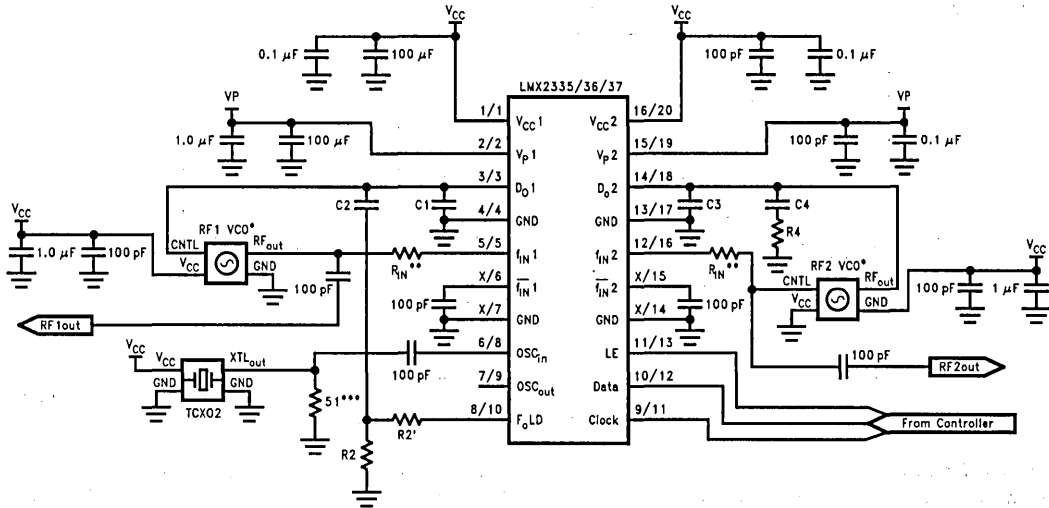 VCC
VCC
0.1 µF
100 µF
100 pF
0.1 µF
LMX2335/36/37
1/1
VCC1
VCC2
16/20
VP
VP
1.0 µF
100 µF
2/2
VP1
VP2
15/19
100 pF
0.1 µF
3/3
DO1
DO2
14/18
C2
C1
C3
C4
4/4
GND
GND
13/17
VCC
RF1 VCO*
R4
1.0 µF
100 pF
CNTL
RFout
5/5
fIN1
fIN2
12/16
VCC
VCC
GND
RIN**
RIN**
RF2 VCO*
100 pF
X/6
fIN1
fIN2
X/15
CNTL
RFout
100 pF
100 pF
VCC
GND
100 pF
1 µF
RF1out
X/7
GND
GND
X/14
VCC
VCC
XTLout
6/8
OSCin
LE
11/13
100 pF
GND
GND
100 pF
RF2out
TCXO2
51***
7/9
OSCout
Data
10/12
8/10
FoLD
Clock
9/11
From Controller
R2'
R2